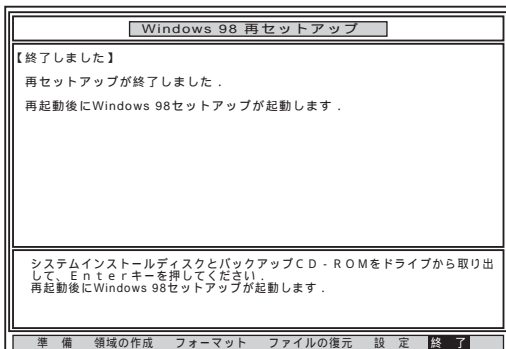 Windows 98 再セットアップ
【終了しました】
再セットアップが終了しました．
再起動後にWindows 98セットアップが起動します．
システムインストールディスクとバックアップＣＤ‐ＲＯＭをドライブから取り出
して、Ｅｎｔｅｒキーを押してください．
再起動後にWindows 98セットアップが起動します．
準　備　領域の作成　フォーマット　ファイルの復元　設　定　終　了